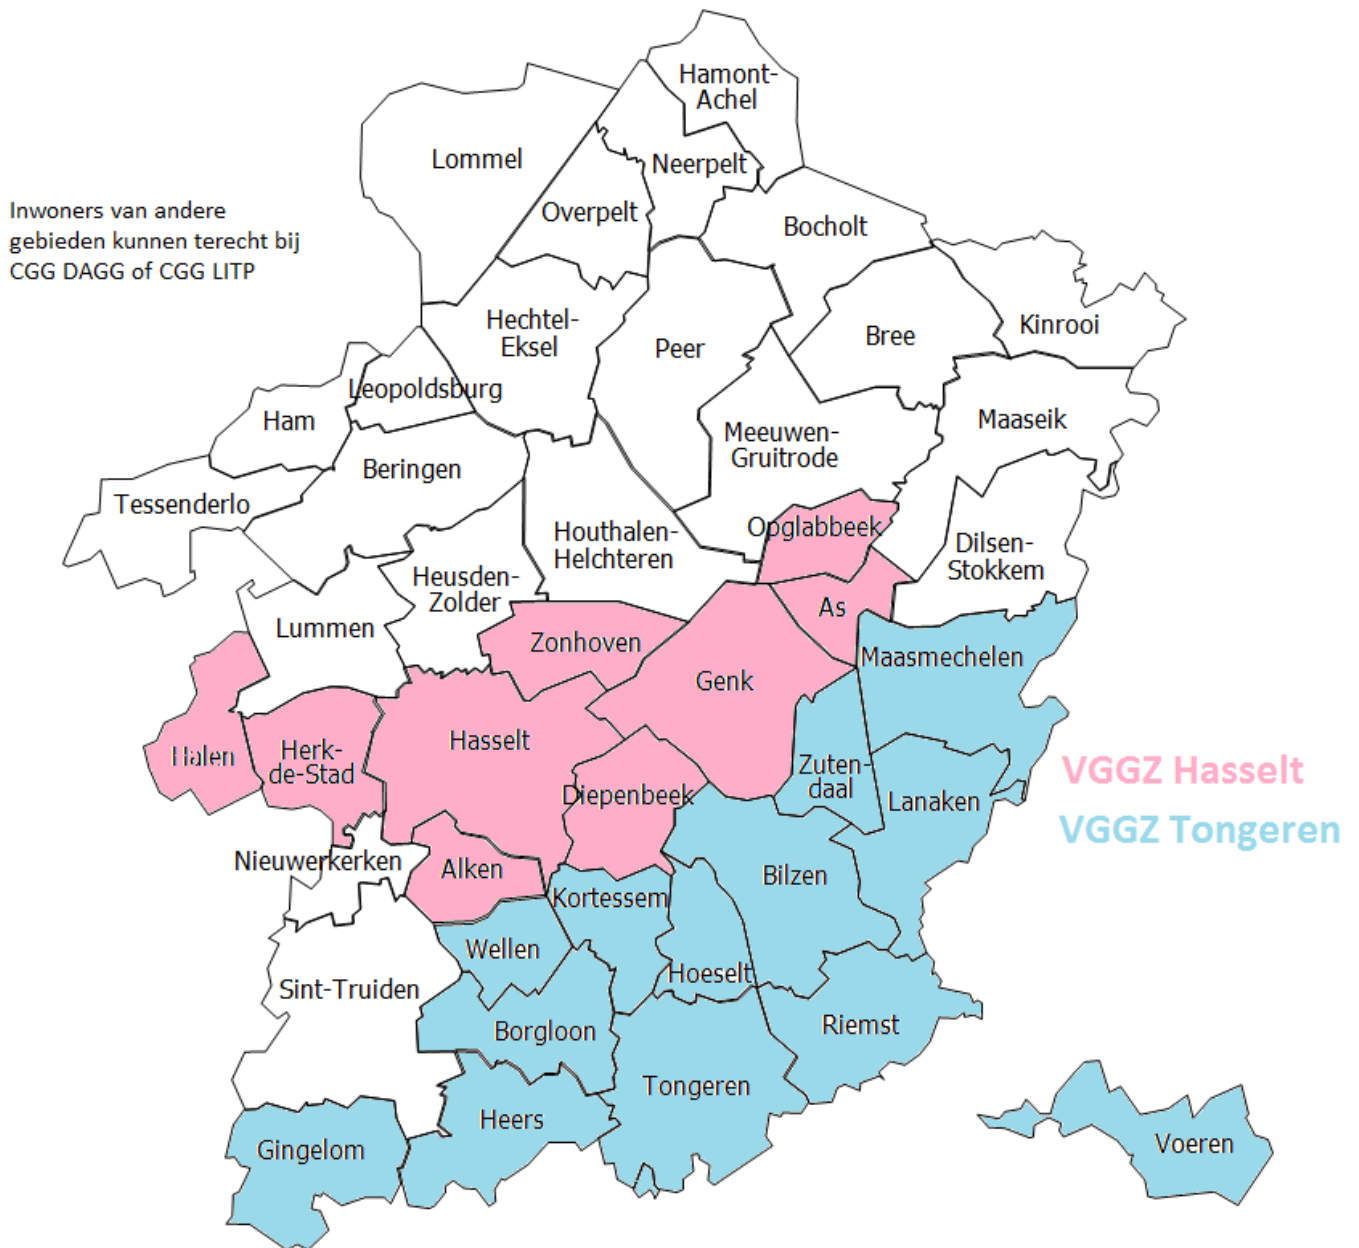 Hamont-
Achel
Lommel
Neerpelt
Inwoners van andere
gebieden kunnen terecht bij
CGG DAGG of CGG LITP
Overpelt
Bocholt
Hechtel-
Eksel
Peer
Bree
Kinrooi
Leopoldsburg
Ham
Maaseik
Meeuwen-
Gruitrode
Beringen
Tessenderlo
Opglabbeek
Houthalen-
Helchteren
Dilsen-
Stokkem
Heusden-
Zolder
As
Lummen
Zonhoven
Maasmechelen
Genk
Hasselt
Halen
Herk-
de-Stad
Zuten-
daal
VGGZ Hasselt
Diepenbeek
Lanaken
VGGZ Tongeren
Nieuwerkerken
Alken
Bilzen
Kortessem
Wellen
Hoeselt
Sint-Truiden
Borgloon
Riemst
Tongeren
Heers
Gingelom
Voeren